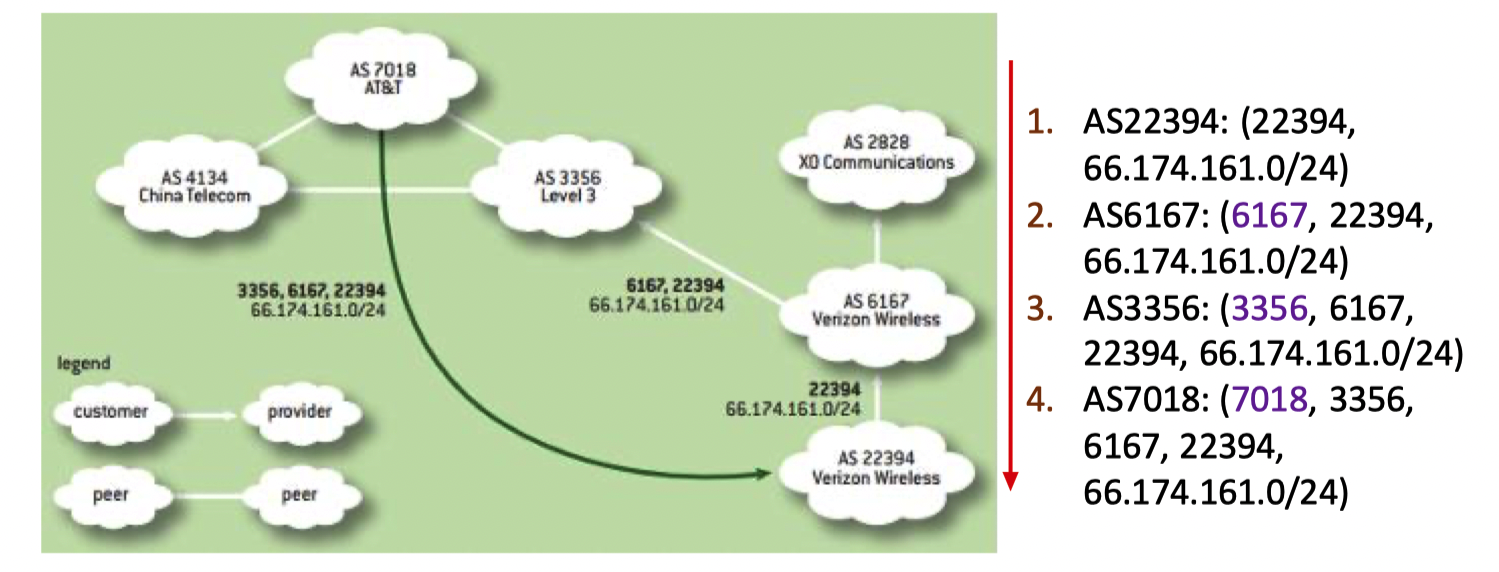 AS 7018
AT&T
AS 4134
China Telecom
AS 3356
Level 3
AS 2828
XO Communications
3356, 6167, 22394
66.174.161.0/24
6167, 22394
66.174.161.0/24
AS 6167
Verizon Wireless
legend
customer
provider
22394
66.174.161.0/24
AS 22394
Verizon Wireless
peer
peer
1. AS22394: (22394,
66.174.161.0/24)
2. AS6167: (6167, 22394,
66.174.161.0/24)
3. AS3356: (3356, 6167,
22394, 66.174.161.0/24)
4. AS7018: (7018, 3356,
6167, 22394,
66.174.161.0/24)